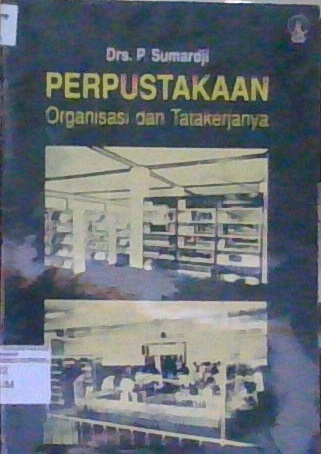 Drs. P. Sumardji
PERPUSTAKAAN
Organisasi dan Tatakerjanya